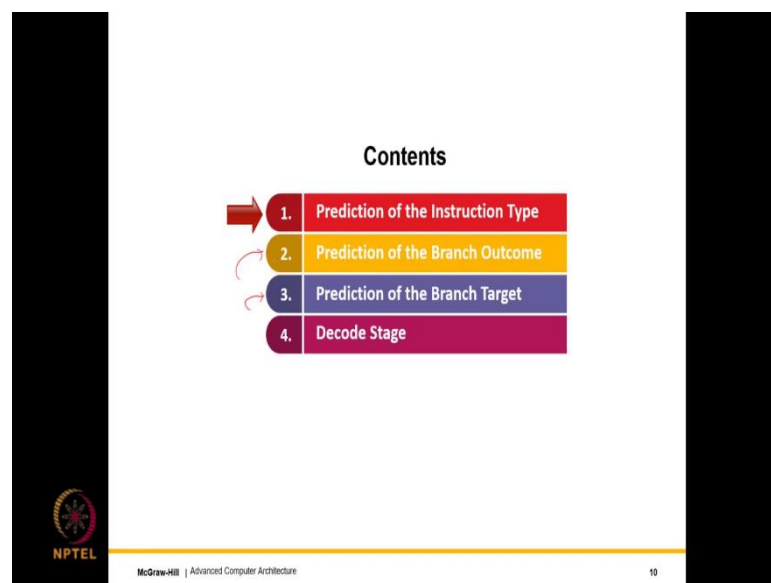 Contents
1. Prediction of the Instruction Type
2. Prediction of the Branch Outcome
3. Prediction of the Branch Target
4. Decode Stage
NPTEL
McGraw-Hill | Advanced Computer Architecture
10